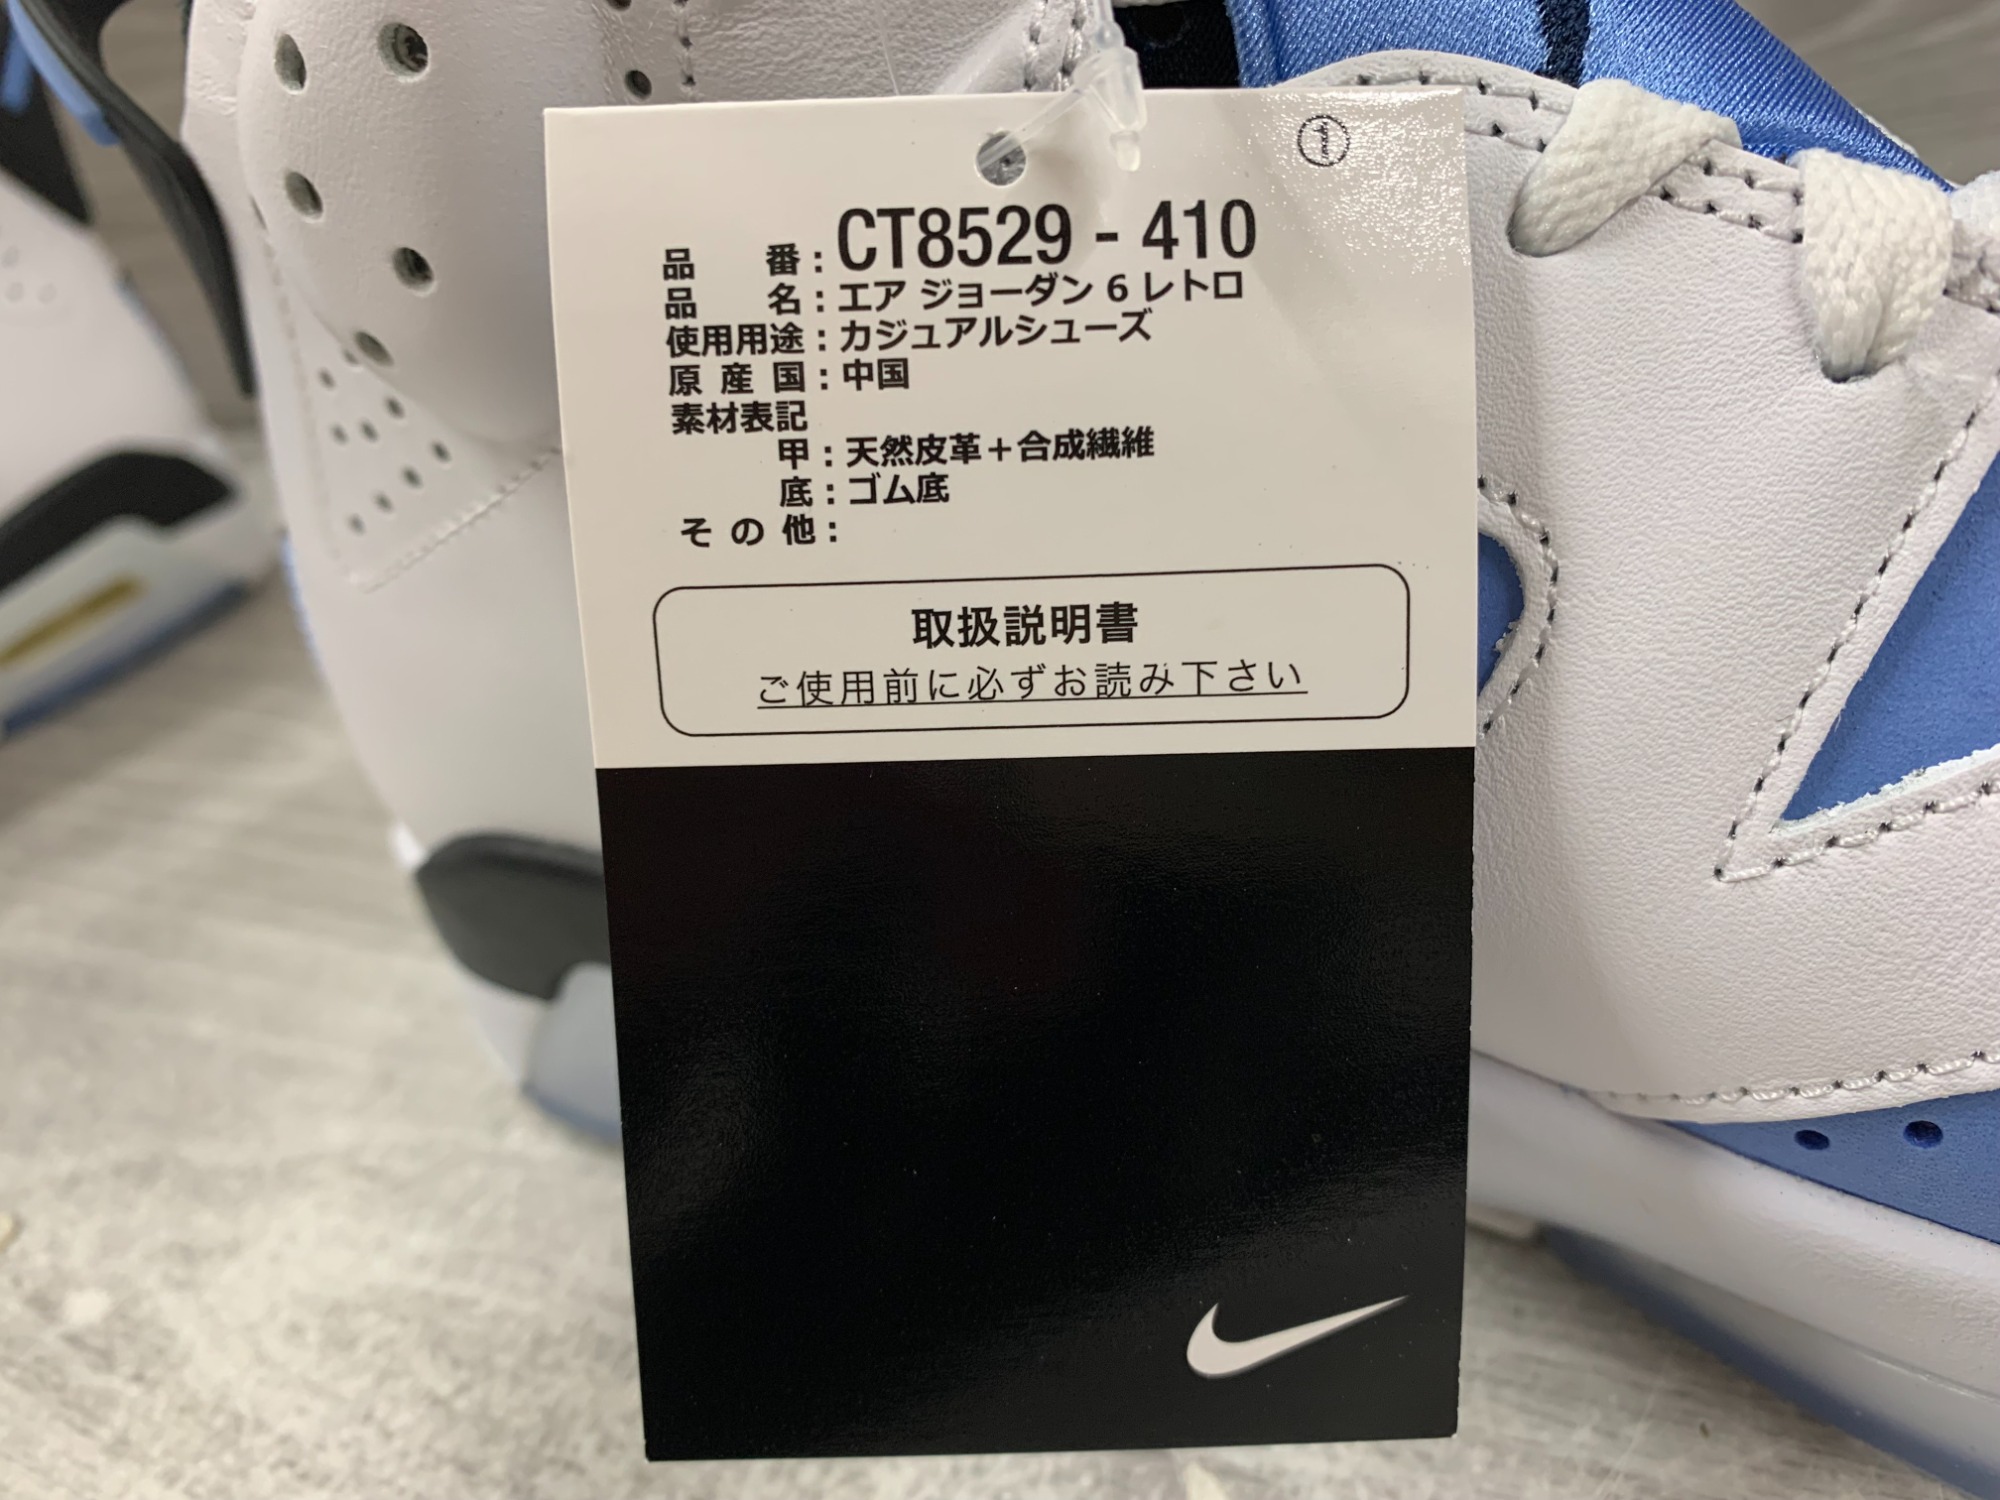 ①
品番：CT8529 - 410
品名：エア ジョーダン 6 レトロ
使用用途：カジュアルシューズ
原産国：中国
素材表記
甲：天然皮革＋合成繊維
底：ゴム底
その他：
取扱説明書
ご使用前に必ずお読み下さい